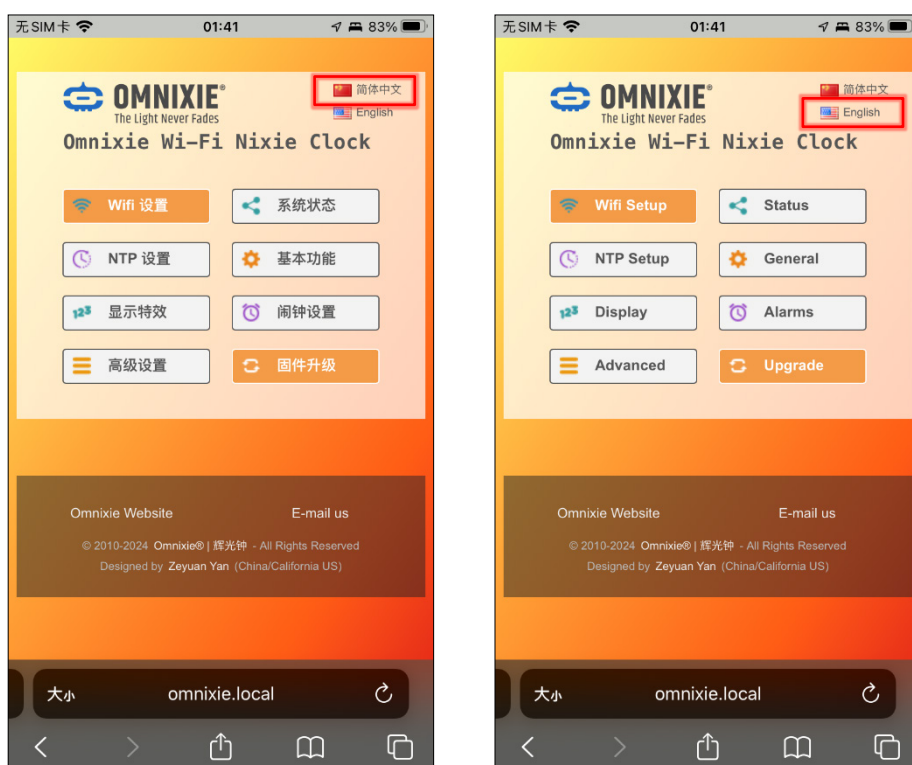 无SIM卡 01:41 83%
OMNIXIE®
The Light Never Fades
简体中文
English
Omnixie Wi-Fi Nixie Clock
Wifi 设置 系统状态
NTP 设置 基本功能
123 显示特效 闹钟设置
高级设置 固件升级
Omnixie Website E-mail us
© 2010-2024 Omnixie® | 辉光钟 - All Rights Reserved
Designed by Zeyuan Yan (China/California US)
大小 omnixie.local
无SIM卡 01:41 83%
OMNIXIE®
The Light Never Fades
简体中文
English
Omnixie Wi-Fi Nixie Clock
Wifi Setup Status
NTP Setup General
123 Display Alarms
Advanced Upgrade
Omnixie Website E-mail us
© 2010-2024 Omnixie® | 辉光钟 - All Rights Reserved
Designed by Zeyuan Yan (China/California US)
大小 omnixie.local